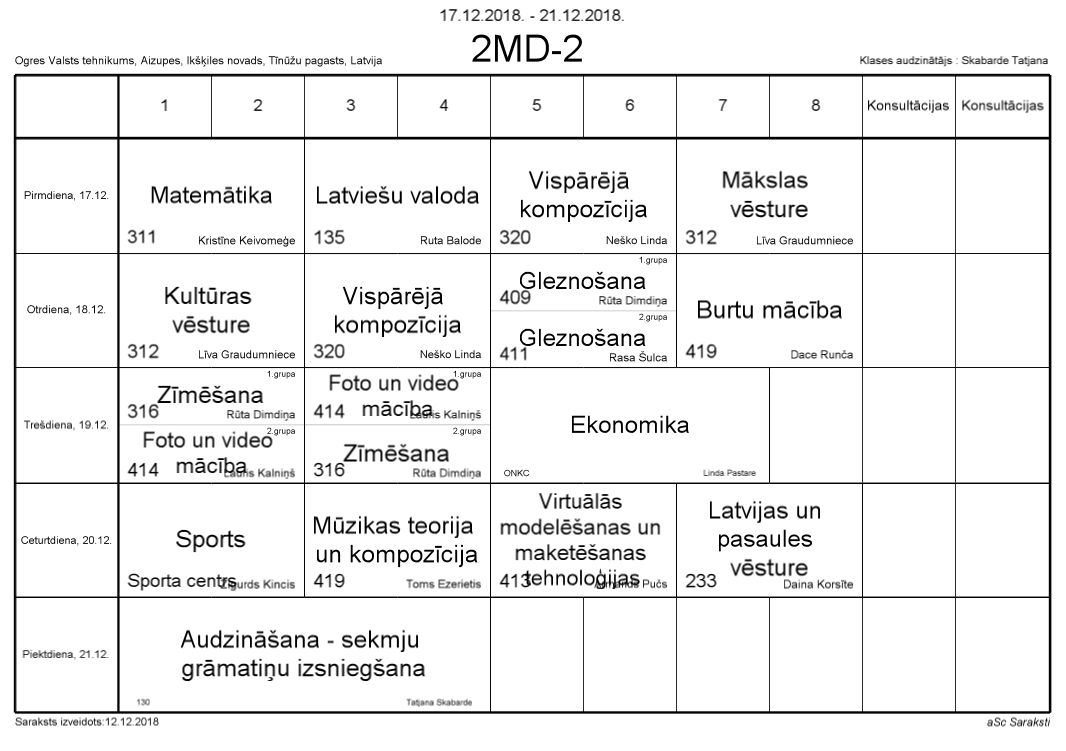 17.12.2018. - 21.12.2018.
2MD-2
Ogres Valsts tehnikums, Aizupes, Ikšķiles novads, Tīnūžu pagasts, Latvija
Klases audzinātājs : Skabarde Tatjana
1 2 3 4 5 6 7 8 Konsultācijas Konsultācijas
Pirmdiena, 17.12.
Matemātika
311 Kristīne Keivomeģe
Latviešu valoda
135 Ruta Balode
Vispārējā
kompozīcija
320 Neško Linda
Mākslas
vēsture
312 Līva Graudumniece
Otrdiena, 18.12.
Kultūras
vēsture
312 Līva Graudumniece
Vispārējā
kompozīcija
320 Neško Linda
1.grupa
Gleznošana
409 Rūta Dimdiņa
2.grupa
Gleznošana
411 Rasa Šulca
Burtu mācība
419 Dace Runča
Trešdiena, 19.12.
1.grupa
Zīmēšana
316 Rūta Dimdiņa
2.grupa
Foto un video
mācība
414 Lauris Kalniņš
1.grupa
Foto un video
mācība
414 Lauris Kalniņš
2.grupa
Zīmēšana
316 Rūta Dimdiņa
Ekonomika
ONKC Linda Pastare
Ceturtdiena, 20.12.
Sports
Sporta centrs Zigurds Kincis
Mūzikas teorija
un kompozīcija
419 Toms Ezerietis
Virtuālās
modelēšanas un
maketēšanas
tehnoloģijas
413 Armands Pučs
Latvijas un
pasaules
vēsture
233 Daina Korsīte
Piektdiena, 21.12.
Audzināšana - sekmju
grāmatiņu izsniegšana
130 Tatjana Skabarde
Saraksts izveidots:12.12.2018
aSc Saraksti